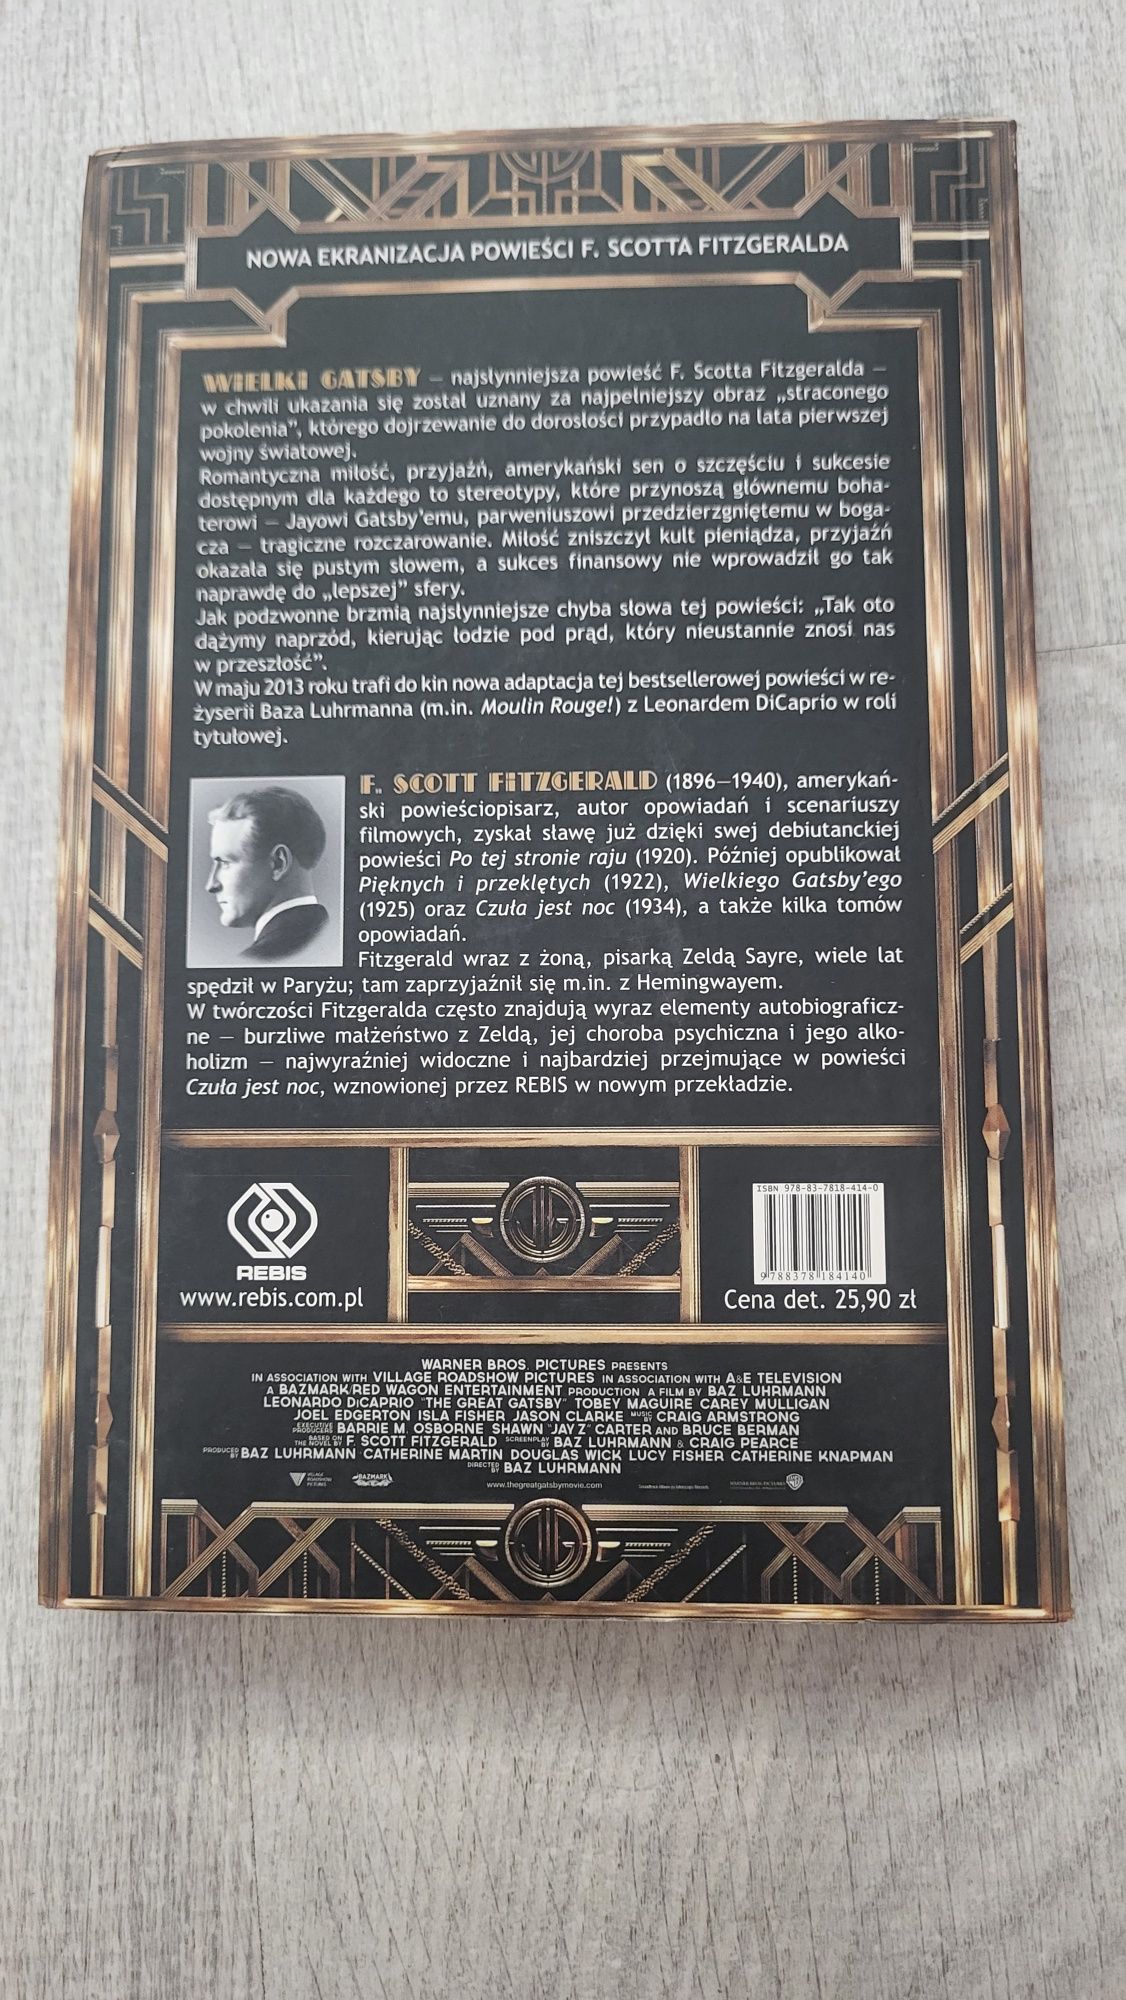 NOWA EKRANIZACJA POWIEŚCI F. SCOTTA FITZGERALDA
WIELKI GATSBY – najsłynniejsza powieść F. Scotta Fitzgeralda –
w chwili ukazania się został uznany za najpełniejszy obraz „straconego
pokolenia”, którego dojrzewanie do dorosłości przypadło na lata pierwszej
wojny światowej.
Romantyczna miłość, przyjaźń, amerykański sen o szczęściu i sukcesie
dostępnym dla każdego to stereotypy, które przynoszą głównemu boha-
terowi – Jayowi Gatsby’emu, parweniuszowi przedzierzgniętemu w boga-
cza – tragiczne rozczarowanie. Miłość zniszczył kult pieniądza, przyjaźń
okazała się pustym słowem, a sukces finansowy nie wprowadził go tak
naprawdę do „lepszej” sfery.
Jak podzwonne brzmią najsłynniejsze chyba słowa tej powieści: „Tak oto
dążymy naprzód, kierując łodzie pod prąd, który nieustannie znosi nas
w przeszłość”.
W maju 2013 roku trafi do kin nowa adaptacja tej bestsellerowej powieści w re-
żyserii Baza Luhrmanna (m.in. Moulin Rouge!) z Leonardem DiCaprio w roli
tytułowej.
F. SCOTT FITZGERALD (1896–1940), amerykań-
ski powieściopisarz, autor opowiadań i scenariuszy
filmowych, zyskał sławę już dzięki swej debiutanckiej
powieści Po tej stronie raju (1920). Później opublikował
Pięknych i przeklętych (1922), Wielkiego Gatsby’ego
(1925) oraz Czuła jest noc (1934), a także kilka tomów
opowiadań.
Fitzgerald wraz z żoną, pisarką Zeldą Sayre, wiele lat
spędził w Paryżu; tam zaprzyjaźnił się m.in. z Hemingwayem.
W twórczości Fitzgeralda często znajdują wyraz elementy autobiograficz-
ne – burzliwe małżeństwo z Zeldą, jej choroba psychiczna i jego alko-
holizm – najwyraźniej widoczne i najbardziej przejmujące w powieści
Czuła jest noc, wznowionej przez REBIS w nowym przekładzie.
REBIS
www.rebis.com.pl
ISBN 978-83-7818-414-0
9 788378 184140
Cena det. 25,90 zł
WARNER BROS. PICTURES PRESENTS
IN ASSOCIATION WITH VILLAGE ROADSHOW PICTURES IN ASSOCIATION WITH A&E TELEVISION
A BAZMARK/RED WAGON ENTERTAINMENT PRODUCTION A FILM BY BAZ LUHRMANN
LEONARDO DiCAPRIO "THE GREAT GATSBY" TOBEY MAGUIRE CAREY MULLIGAN
JOEL EDGERTON ISLA FISHER JASON CLARKE MUSIC BY CRAIG ARMSTRONG
EXECUTIVE PRODUCERS BARRIE M. OSBORNE SHAWN "JAY Z" CARTER AND BRUCE BERMAN
BASED ON THE NOVEL BY F. SCOTT FITZGERALD SCREENPLAY BY BAZ LUHRMANN & CRAIG PEARCE
PRODUCED BY BAZ LUHRMANN CATHERINE MARTIN DOUGLAS WICK LUCY FISHER CATHERINE KNAPMAN
DIRECTED BY BAZ LUHRMANN
VILLAGE ROADSHOW PICTURES BAZMARK www.thegreatgatsbymovie.com